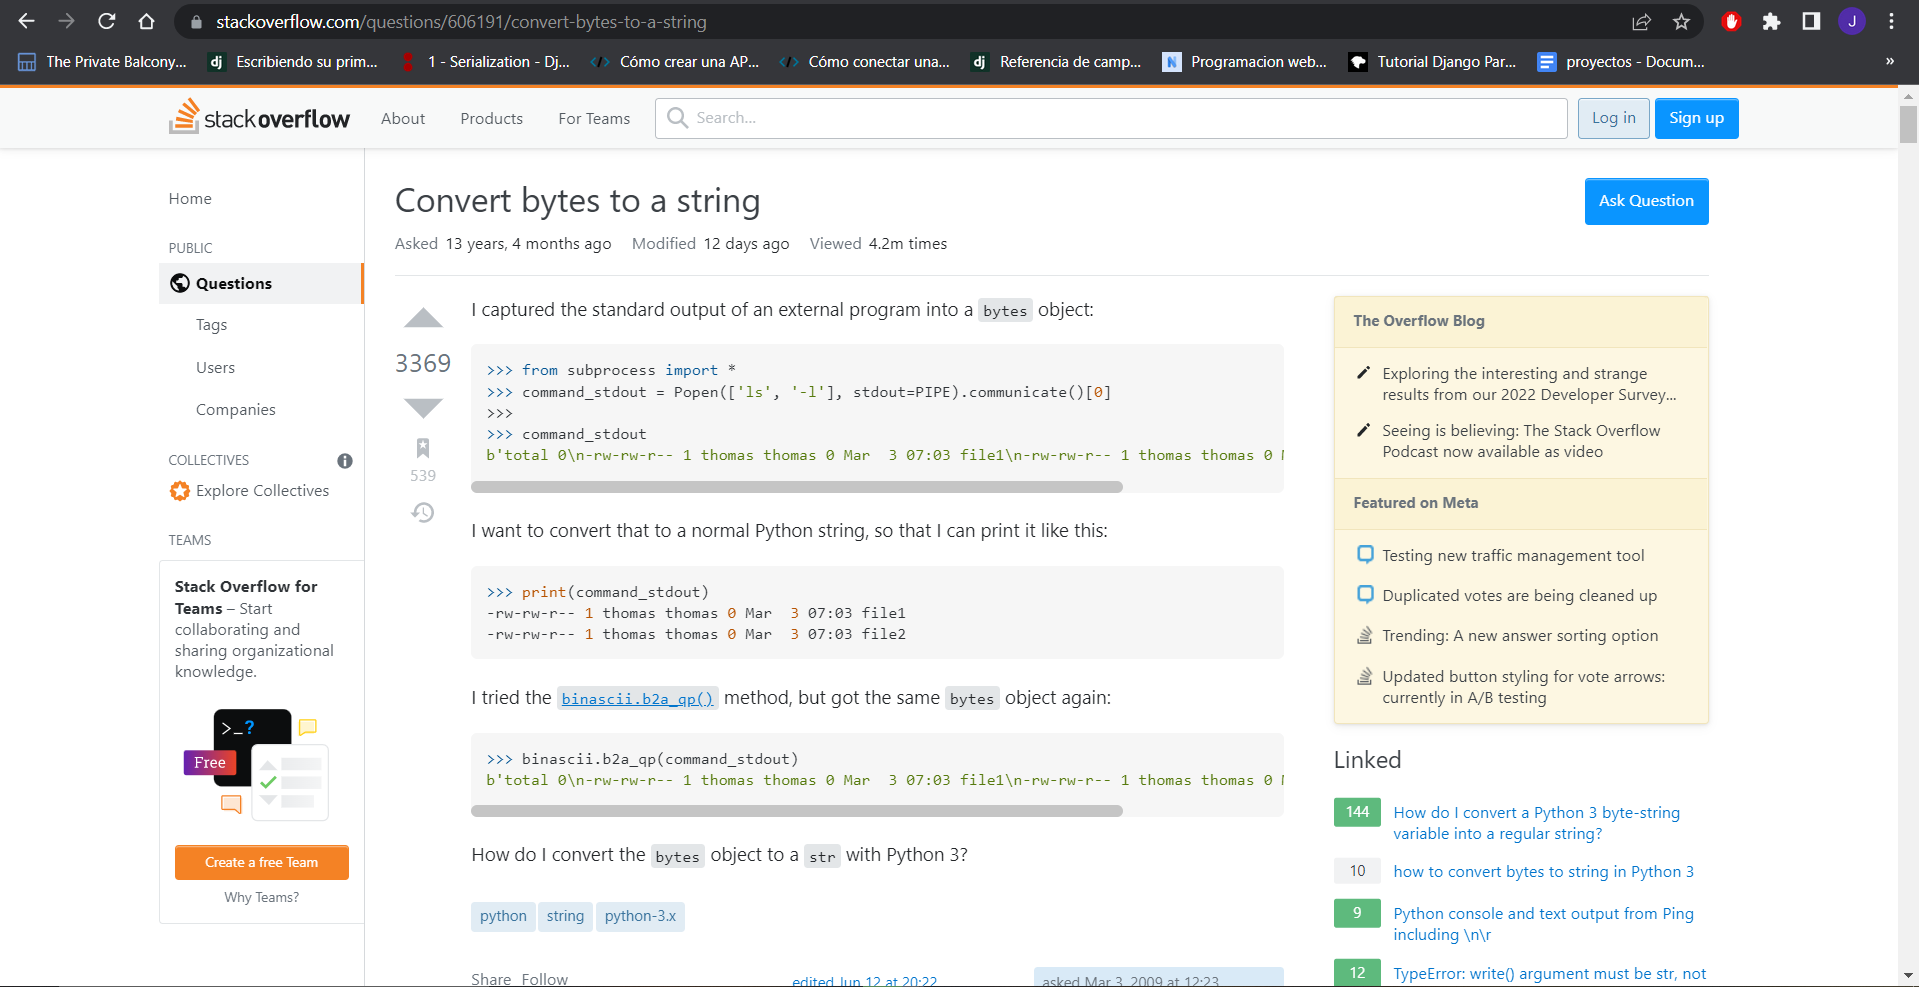 stackoverflow.com/questions/606191/convert-bytes-to-a-string
J
The Private Balcony...
dj Escribiendo su prim...
1 - Serialization - Dj...
</> Cómo crear una AP...
</> Cómo conectar una...
dj Referencia de camp...
N Programacion web...
Tutorial Django Par...
proyectos - Docum...
»
stackoverflow
About
Products
For Teams
Search...
Log in
Sign up
Home
PUBLIC
Questions
Tags
Users
Companies
COLLECTIVES
Explore Collectives
TEAMS
Stack Overflow for
Teams – Start
collaborating and
sharing organizational
knowledge.
>_?
Free
Create a free Team
Why Teams?
Convert bytes to a string
Ask Question
Asked 13 years, 4 months ago Modified 12 days ago Viewed 4.2m times
3369
539
I captured the standard output of an external program into a bytes object:
>>> from subprocess import *
>>> command_stdout = Popen(['ls', '-l'], stdout=PIPE).communicate()[0]
>>>
>>> command_stdout
b'total 0\n-rw-rw-r-- 1 thomas thomas 0 Mar  3 07:03 file1\n-rw-rw-r-- 1 thomas thomas 0 M
I want to convert that to a normal Python string, so that I can print it like this:
>>> print(command_stdout)
-rw-rw-r-- 1 thomas thomas 0 Mar  3 07:03 file1
-rw-rw-r-- 1 thomas thomas 0 Mar  3 07:03 file2
I tried the binascii.b2a_qp() method, but got the same bytes object again:
>>> binascii.b2a_qp(command_stdout)
b'total 0\n-rw-rw-r-- 1 thomas thomas 0 Mar  3 07:03 file1\n-rw-rw-r-- 1 thomas thomas 0 M
How do I convert the bytes object to a str with Python 3?
python string python-3.x
Share Follow
edited Jun 12 at 20:22
asked Mar 3, 2009 at 12:23
The Overflow Blog
Exploring the interesting and strange
results from our 2022 Developer Survey...
Seeing is believing: The Stack Overflow
Podcast now available as video
Featured on Meta
Testing new traffic management tool
Duplicated votes are being cleaned up
Trending: A new answer sorting option
Updated button styling for vote arrows:
currently in A/B testing
Linked
144 How do I convert a Python 3 byte-string
variable into a regular string?
10 how to convert bytes to string in Python 3
9 Python console and text output from Ping
including \n\r
12 TypeError: write() argument must be str, not